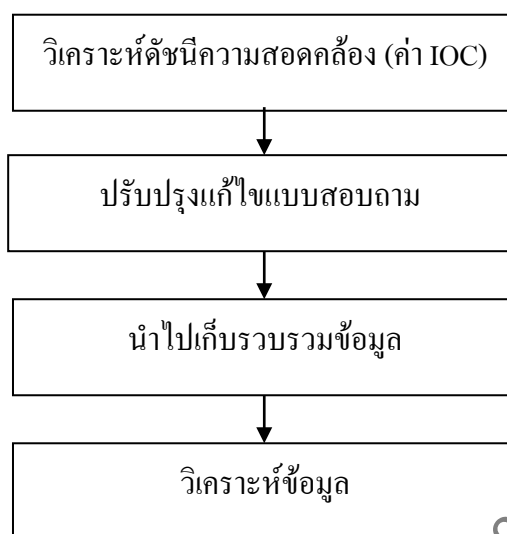 วิเคราะห์ดัชนีความสอดคล้อง (ค่า IOC)
ปรับปรุงแก้ไขแบบสอบถาม
นำไปเก็บรวบรวมข้อมูล
วิเคราะห์ข้อมูล